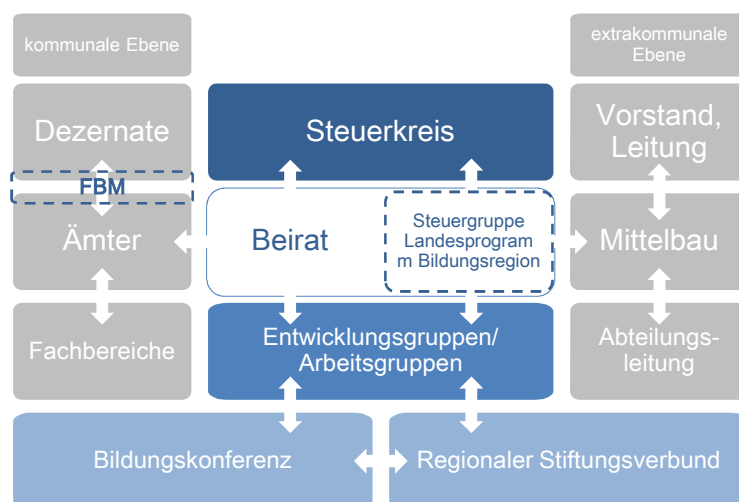 kommunale Ebene
extrakommunale
Ebene
Dezernate
Steuerkreis
Vorstand,
Leitung
FBM
Ämter
Beirat
Steuergruppe
Landesprogram
m Bildungsregion
Mittelbau
Fachbereiche
Entwicklungsgruppen/
Arbeitsgruppen
Abteilungs-
leitung
Bildungskonferenz
Regionaler Stiftungsverbund